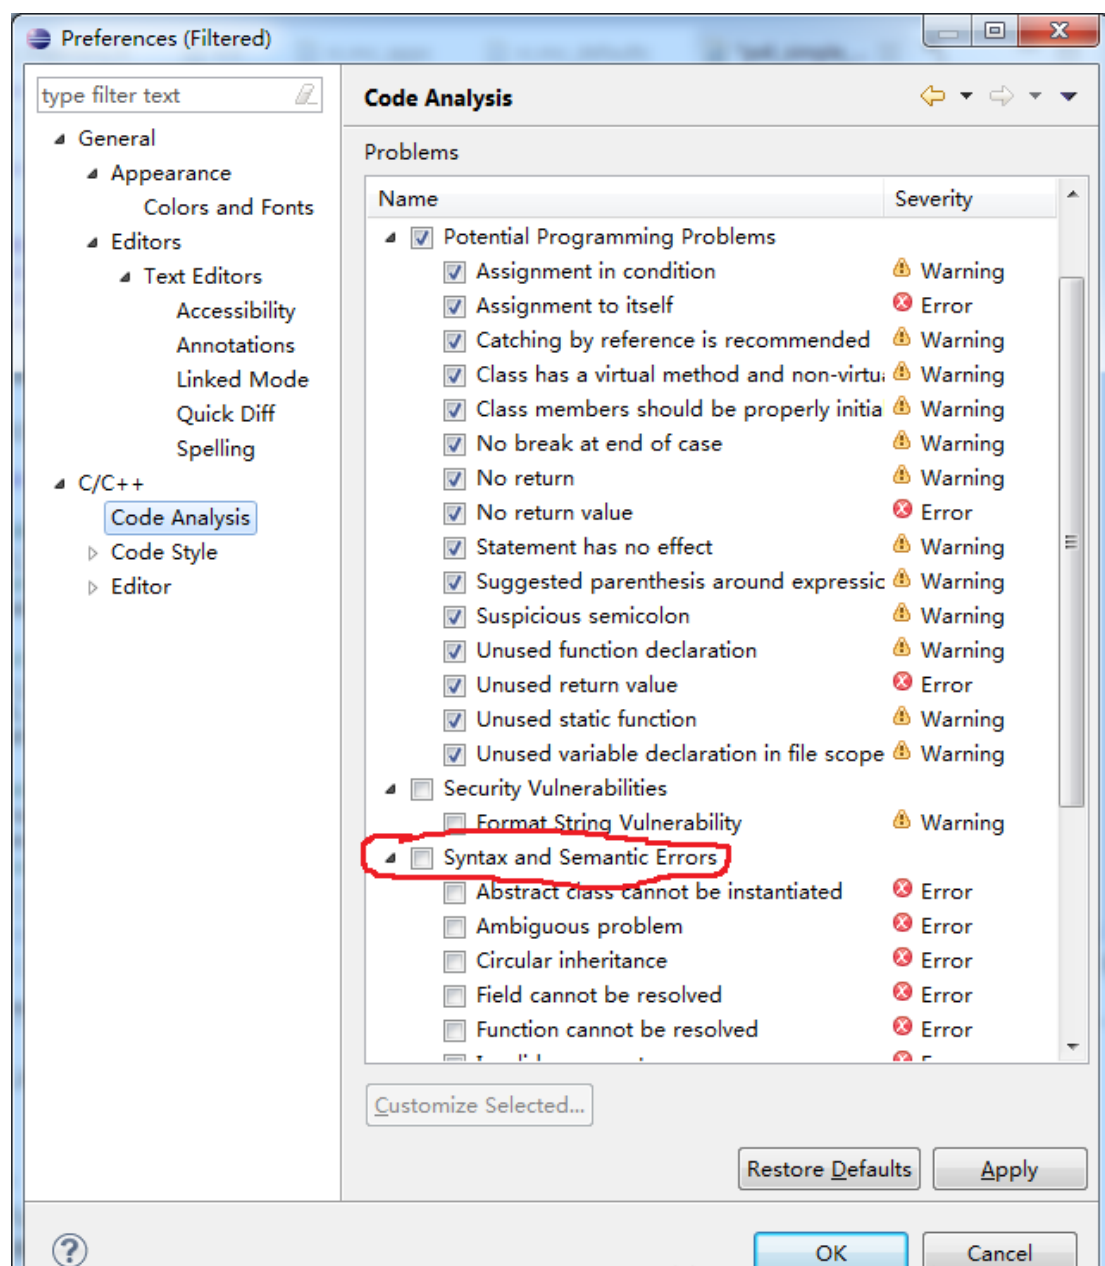 Preferences (Filtered)
type filter text
General
Appearance
Colors and Fonts
Editors
Text Editors
Accessibility
Annotations
Linked Mode
Quick Diff
Spelling
C/C++
Code Analysis
Code Style
Editor
Code Analysis
Problems
Name Severity
Potential Programming Problems
Assignment in condition Warning
Assignment to itself Error
Catching by reference is recommended Warning
Class has a virtual method and non-virtu Warning
Class members should be properly initia Warning
No break at end of case Warning
No return Warning
No return value Error
Statement has no effect Warning
Suggested parenthesis around expressic Warning
Suspicious semicolon Warning
Unused function declaration Warning
Unused return value Error
Unused static function Warning
Unused variable declaration in file scope Warning
Security Vulnerabilities
Format String Vulnerability Warning
Syntax and Semantic Errors
Abstract class cannot be instantiated Error
Ambiguous problem Error
Circular inheritance Error
Field cannot be resolved Error
Function cannot be resolved Error
Customize Selected...
Restore Defaults Apply
OK Cancel